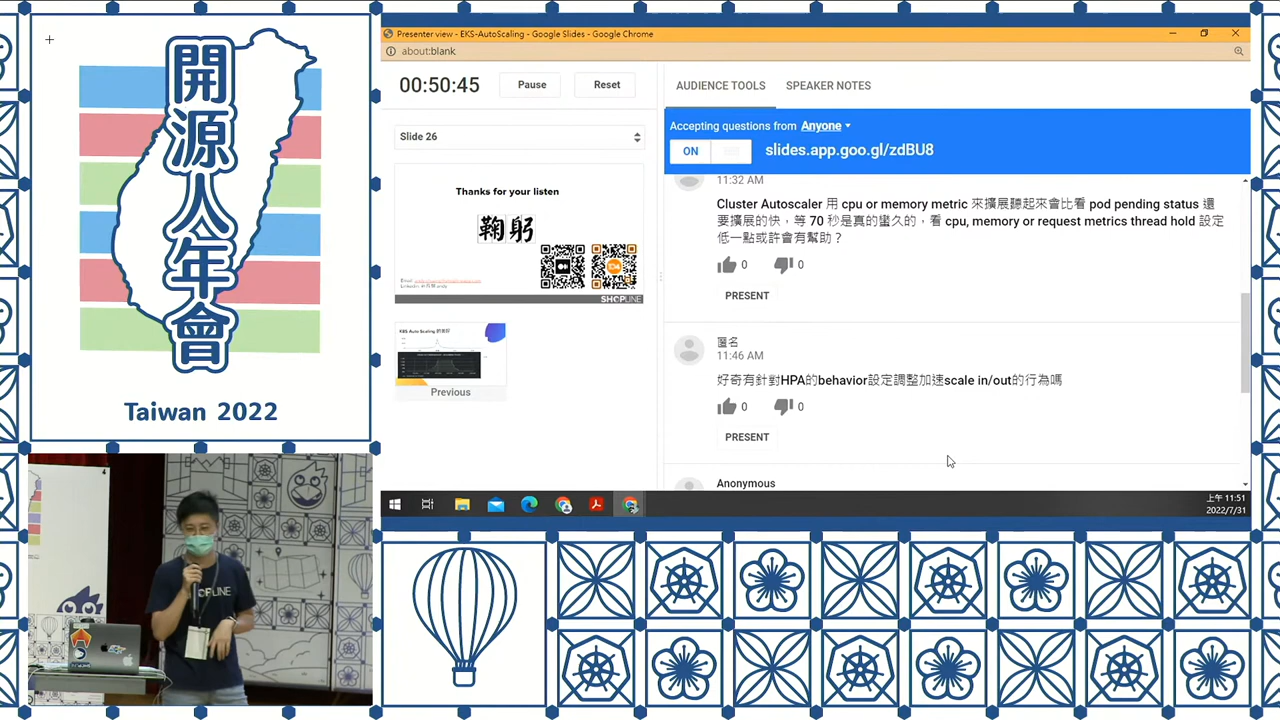 開源人年會
Taiwan 2022
Presenter view - EKS-AutoScaling - Google Slides - Google Chrome
about:blank
00:50:45
Pause
Reset
Slide 26
Thanks for your listen
鞠躬
SHOPLINE
EKS Auto Scaling
Previous
AUDIENCE TOOLS
SPEAKER NOTES
Accepting questions from Anyone
ON
slides.app.goo.gl/zdBU8
11:32 AM
Cluster Autoscaler 用 cpu or memory metric 來擴展聽起來會比看 pod pending status 還
要擴展的快，等 70 秒是真的蠻久的，看 cpu, memory or request metrics thread hold 設定
低一點或許會有幫助？
0
0
PRESENT
匿名
11:46 AM
好奇有針對HPA的behavior設定調整加速scale in/out的行為嗎
0
0
PRESENT
Anonymous
上午 11:51
2022/7/31